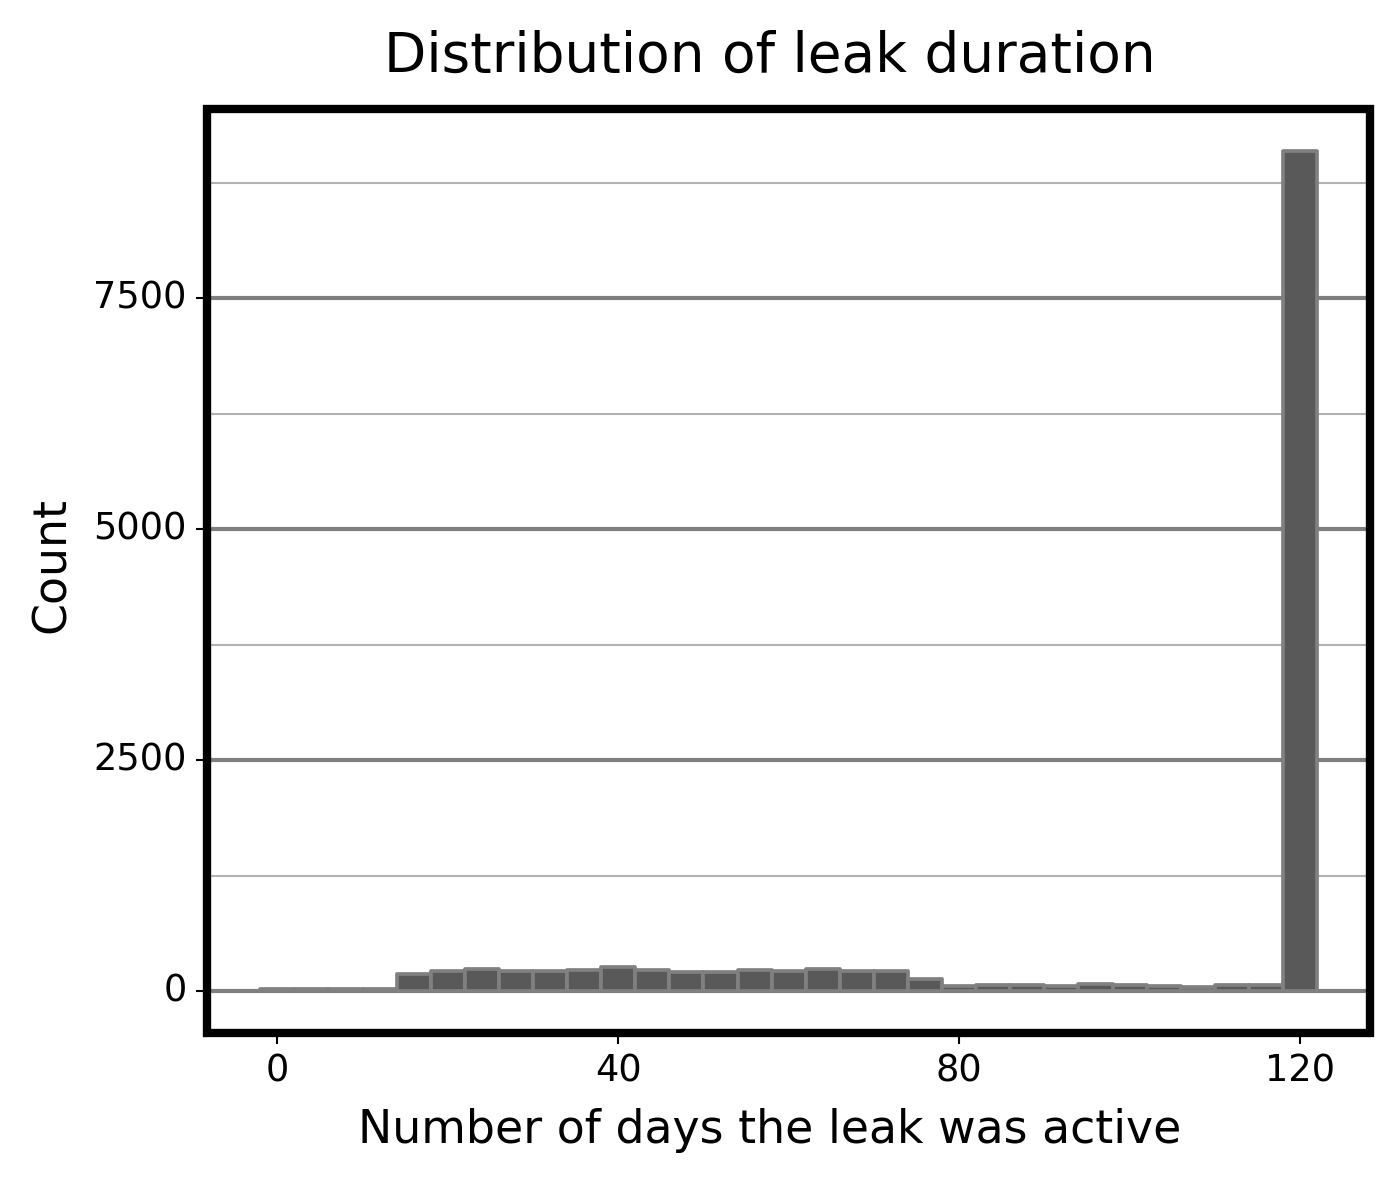 Distribution of leak duration
Count
7500
5000
2500
0
0 40 80 120
Number of days the leak was active